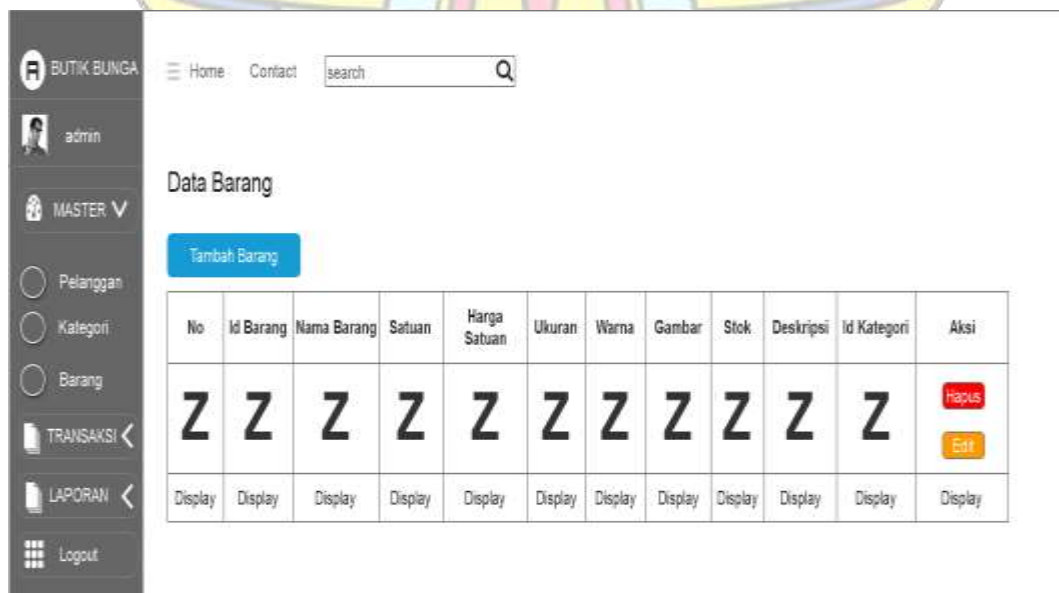 BUTIK BUNGA
admin
MASTER
Pelanggan
Kategori
Barang
TRANSAKSI
LAPORAN
Logout
Home Contact search
Data Barang
Tambah Barang
No Id Barang Nama Barang Satuan Harga Satuan Ukuran Warna Gambar Stok Deskripsi Id Kategori Aksi
Z Z Z Z Z Z Z Z Z Z Z Hapus
Edit
Display Display Display Display Display Display Display Display Display Display Display Display